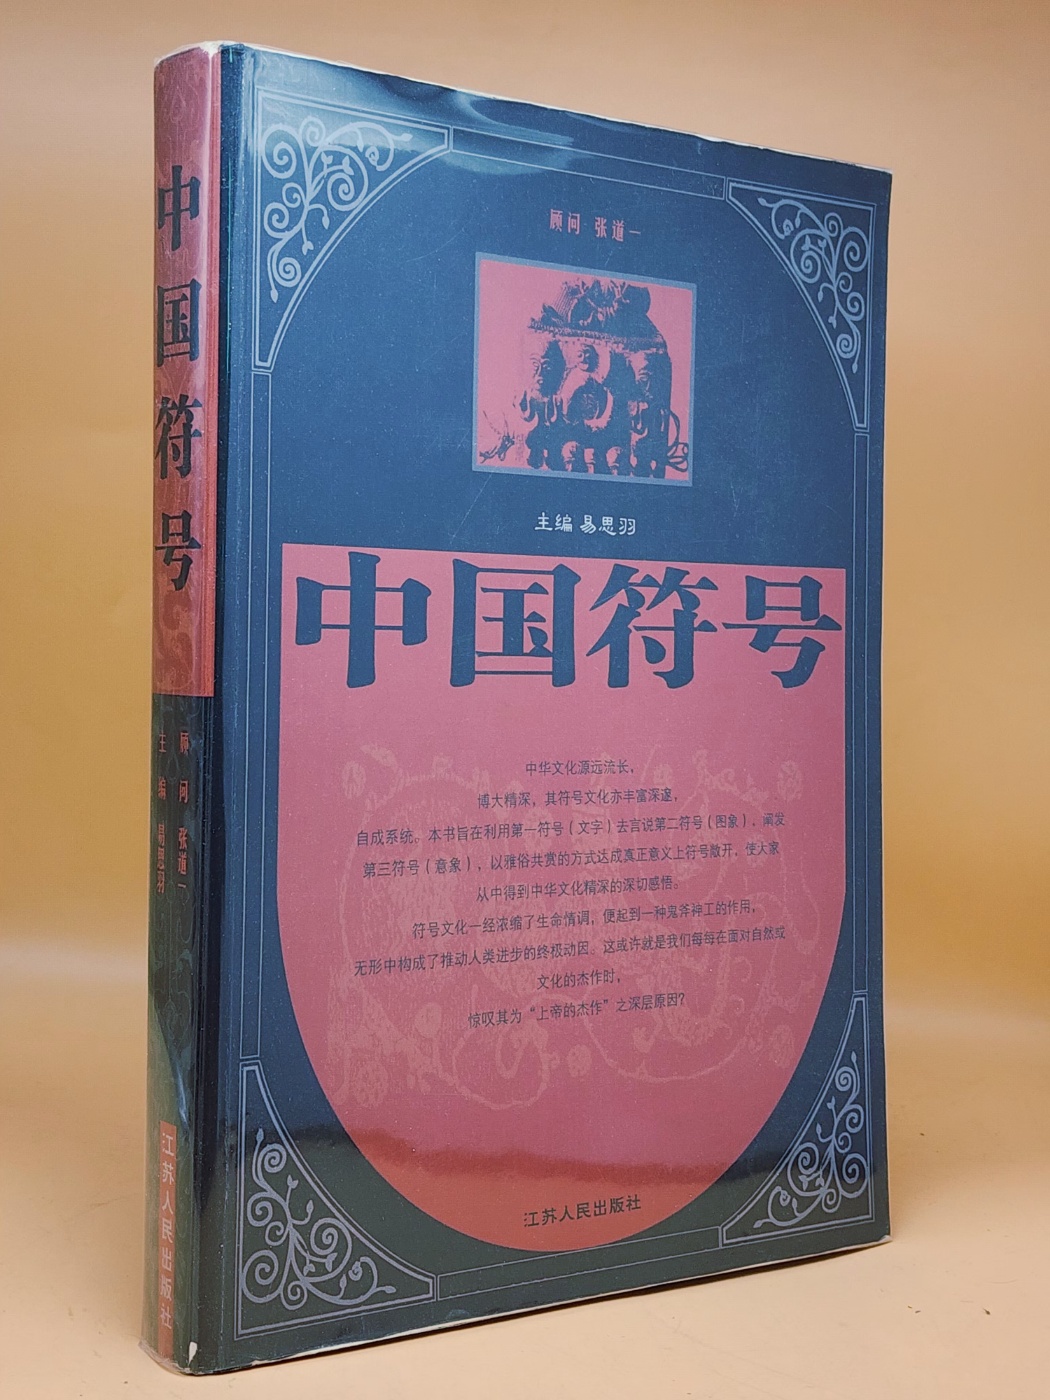 中国符号
顾问 张道一
主编 易思羽
江苏人民出版社
顾问 张道一
主编 易思羽
中国符号
中华文化源远流长，
博大精深，其符号文化亦丰富深邃，
自成系统。本书旨在利用第一符号（文字）去言说第二符号（图象），阐发
第三符号（意象），以雅俗共赏的方式达成真正意义上符号敞开，使大家
从中得到中华文化精深的深切感悟。
符号文化一经浓缩了生命情调，便起到一种鬼斧神工的作用，
无形中构成了推动人类进步的终极动因。这或许就是我们每每在面对自然或
文化的杰作时，
惊叹其为“上帝的杰作”之深层原因？
江苏人民出版社